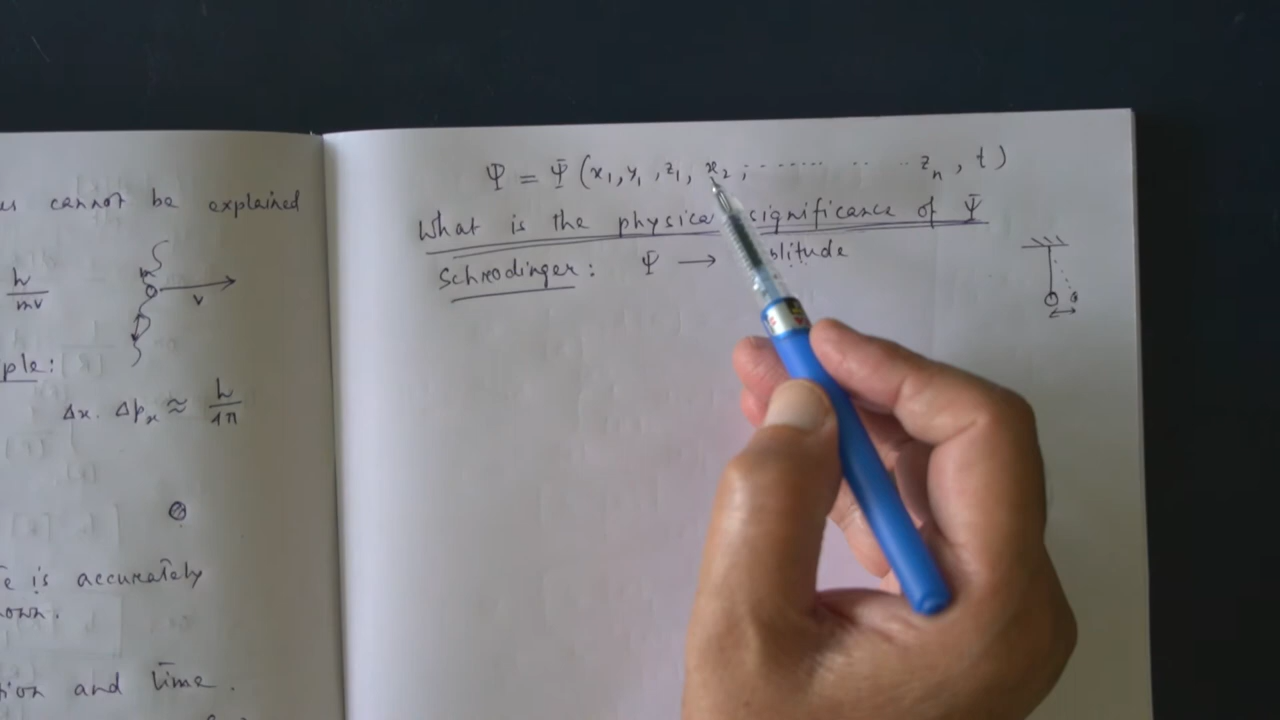 cannot be explained
h
mv
v
ple:
Δx. Δpₓ ≈ h
4π
e is accurately
own.
tion and time.
Ψ = Ψ (x₁, y₁, z₁, x₂, ........ zₙ, t)
What is the physica significance of Ψ
Schrodinger: Ψ → plitude